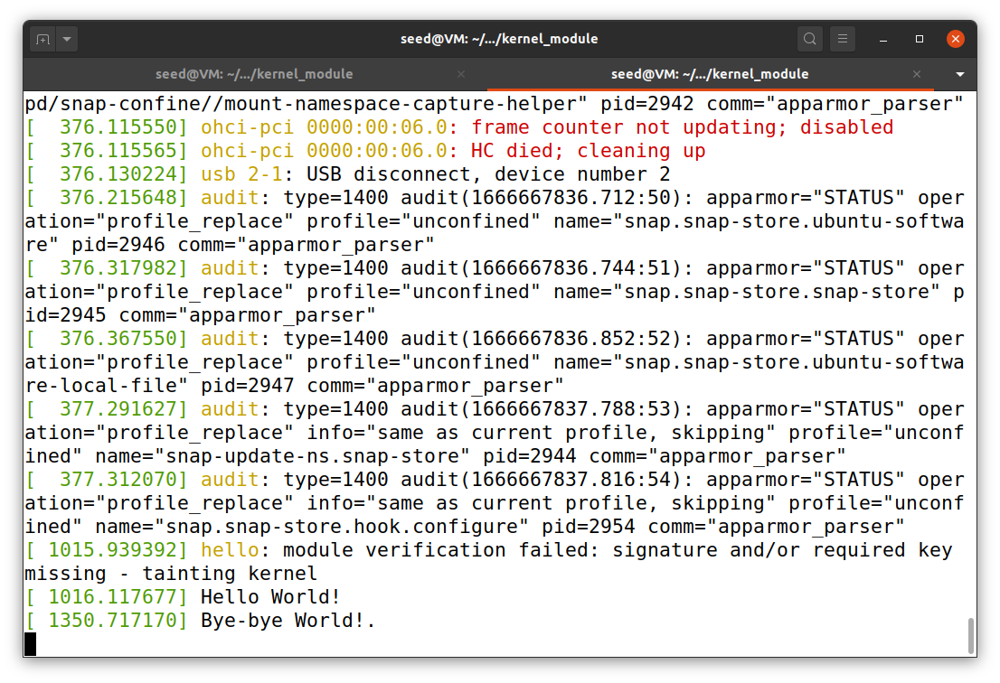 seed@VM: ~/.../kernel_module
seed@VM: ~/.../kernel_module
seed@VM: ~/.../kernel_module
pd/snap-confine//mount-namespace-capture-helper" pid=2942 comm="apparmor_parser"
[  376.115550] ohci-pci 0000:00:06.0: frame counter not updating; disabled
[  376.115565] ohci-pci 0000:00:06.0: HC died; cleaning up
[  376.130224] usb 2-1: USB disconnect, device number 2
[  376.215648] audit: type=1400 audit(1666667836.712:50): apparmor="STATUS" oper
ation="profile_replace" profile="unconfined" name="snap.snap-store.ubuntu-softwa
re" pid=2946 comm="apparmor_parser"
[  376.317982] audit: type=1400 audit(1666667836.744:51): apparmor="STATUS" oper
ation="profile_replace" profile="unconfined" name="snap.snap-store.snap-store" p
id=2945 comm="apparmor_parser"
[  376.367550] audit: type=1400 audit(1666667836.852:52): apparmor="STATUS" oper
ation="profile_replace" profile="unconfined" name="snap.snap-store.ubuntu-softwa
re-local-file" pid=2947 comm="apparmor_parser"
[  377.291627] audit: type=1400 audit(1666667837.788:53): apparmor="STATUS" oper
ation="profile_replace" info="same as current profile, skipping" profile="unconf
ined" name="snap-update-ns.snap-store" pid=2944 comm="apparmor_parser"
[  377.312070] audit: type=1400 audit(1666667837.816:54): apparmor="STATUS" oper
ation="profile_replace" info="same as current profile, skipping" profile="unconf
ined" name="snap.snap-store.hook.configure" pid=2954 comm="apparmor_parser"
[ 1015.939392] hello: module verification failed: signature and/or required key
missing - tainting kernel
[ 1016.117677] Hello World!
[ 1350.717170] Bye-bye World!.